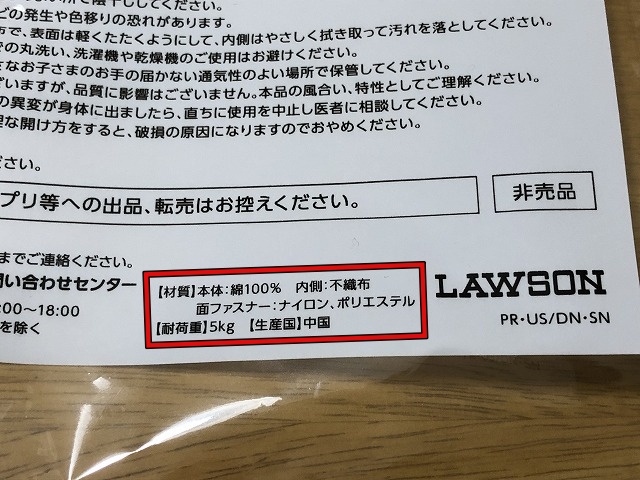 どの発生や色移りの恐れがあります。
布で、表面は軽くたたくようにして、内側はやさしく拭き取って汚れを落としてください。
での丸洗い、洗濯機や乾燥機のご使用はお避けください。
さなお子さまのお手の届かない通気性のよい場所で保管してください。
ざいますが、品質に影響はございません。本品の風合い、特性としてご理解ください。
の異変が身体に出ましたら、直ちに使用を中止し医者に相談してください。
理な開け方をすると、破損の原因になりますのでおやめください。
ださい。
プリ等への出品、転売はお控えください。
非売品
までご連絡ください。
問い合わせセンター
:00〜18:00
を除く
【材質】本体:綿100% 内側:不織布
面ファスナー:ナイロン、ポリエステル
【耐荷重】5kg 【生産国】中国
LAWSON
PR・US/DN・SN